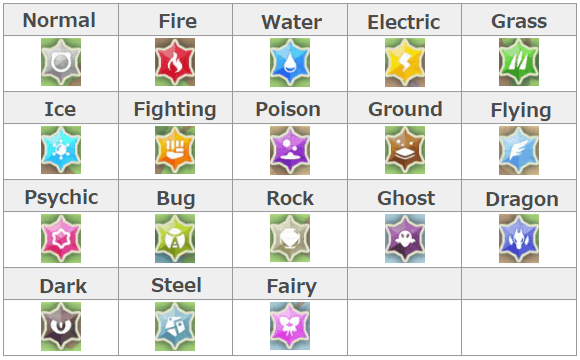 Normal Fire Water Electric Grass
Ice Fighting Poison Ground Flying
Psychic Bug Rock Ghost Dragon
Dark Steel Fairy